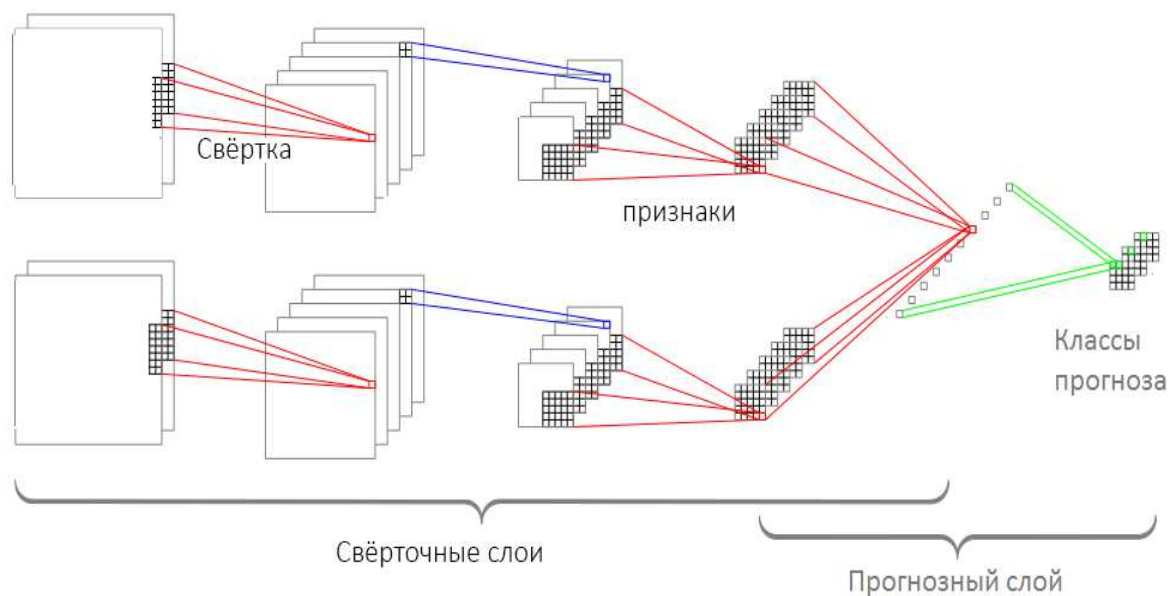 Свёртка
признаки
Классы
прогноза
Свёрточные слои
Прогнозный слой